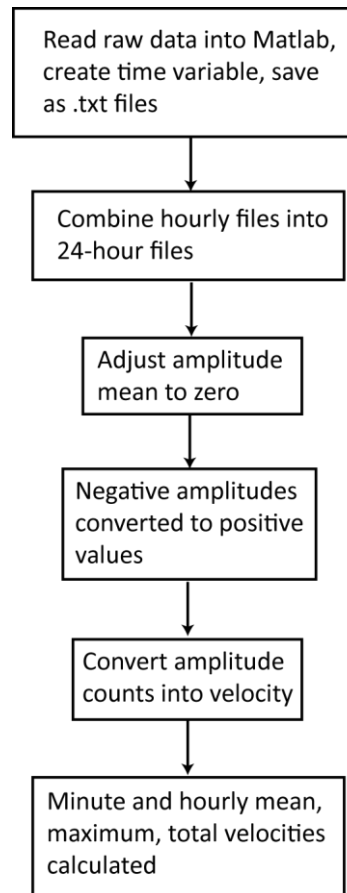 Read raw data into Matlab,
create time variable, save
as .txt files
Combine hourly files into
24-hour files
Adjust amplitude
mean to zero
Negative amplitudes
converted to positive
values
Convert amplitude
counts into velocity
Minute and hourly mean,
maximum, total velocities
calculated